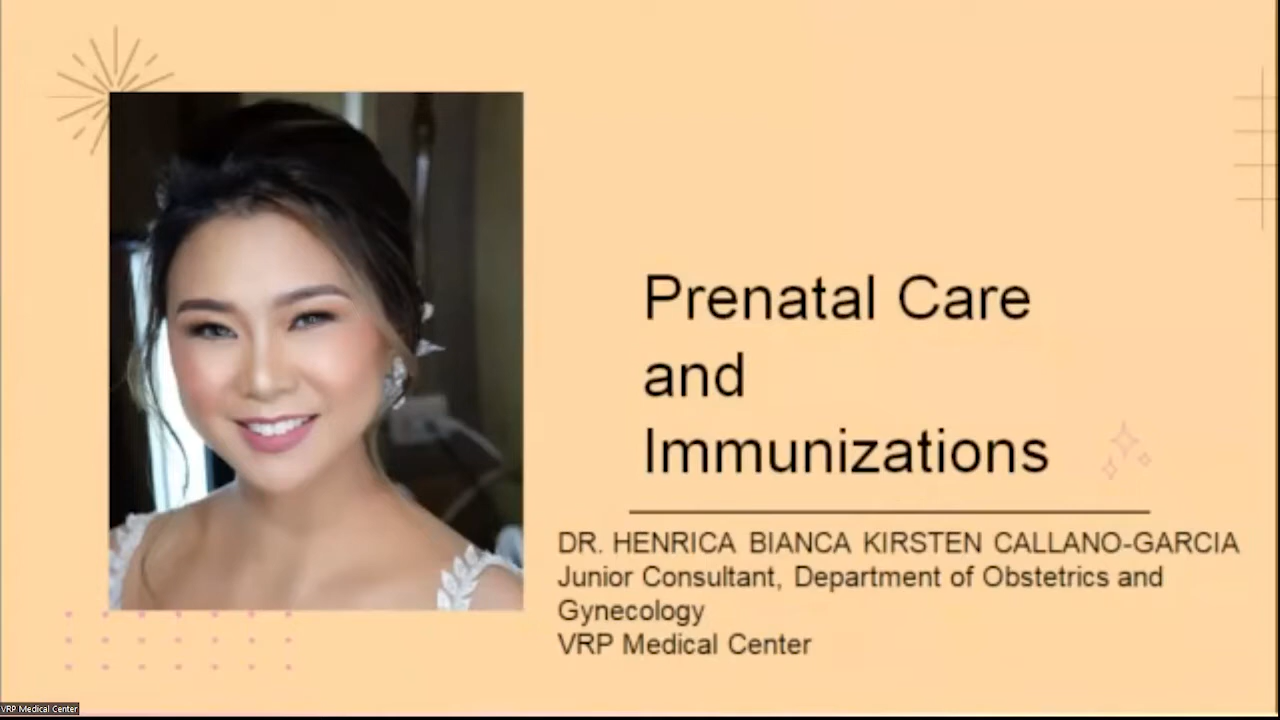 Prenatal Care
and
Immunizations
DR. HENRICA BIANCA KIRSTEN CALLANO-GARCIA
Junior Consultant, Department of Obstetrics and
Gynecology
VRP Medical Center
VRP Medical Center